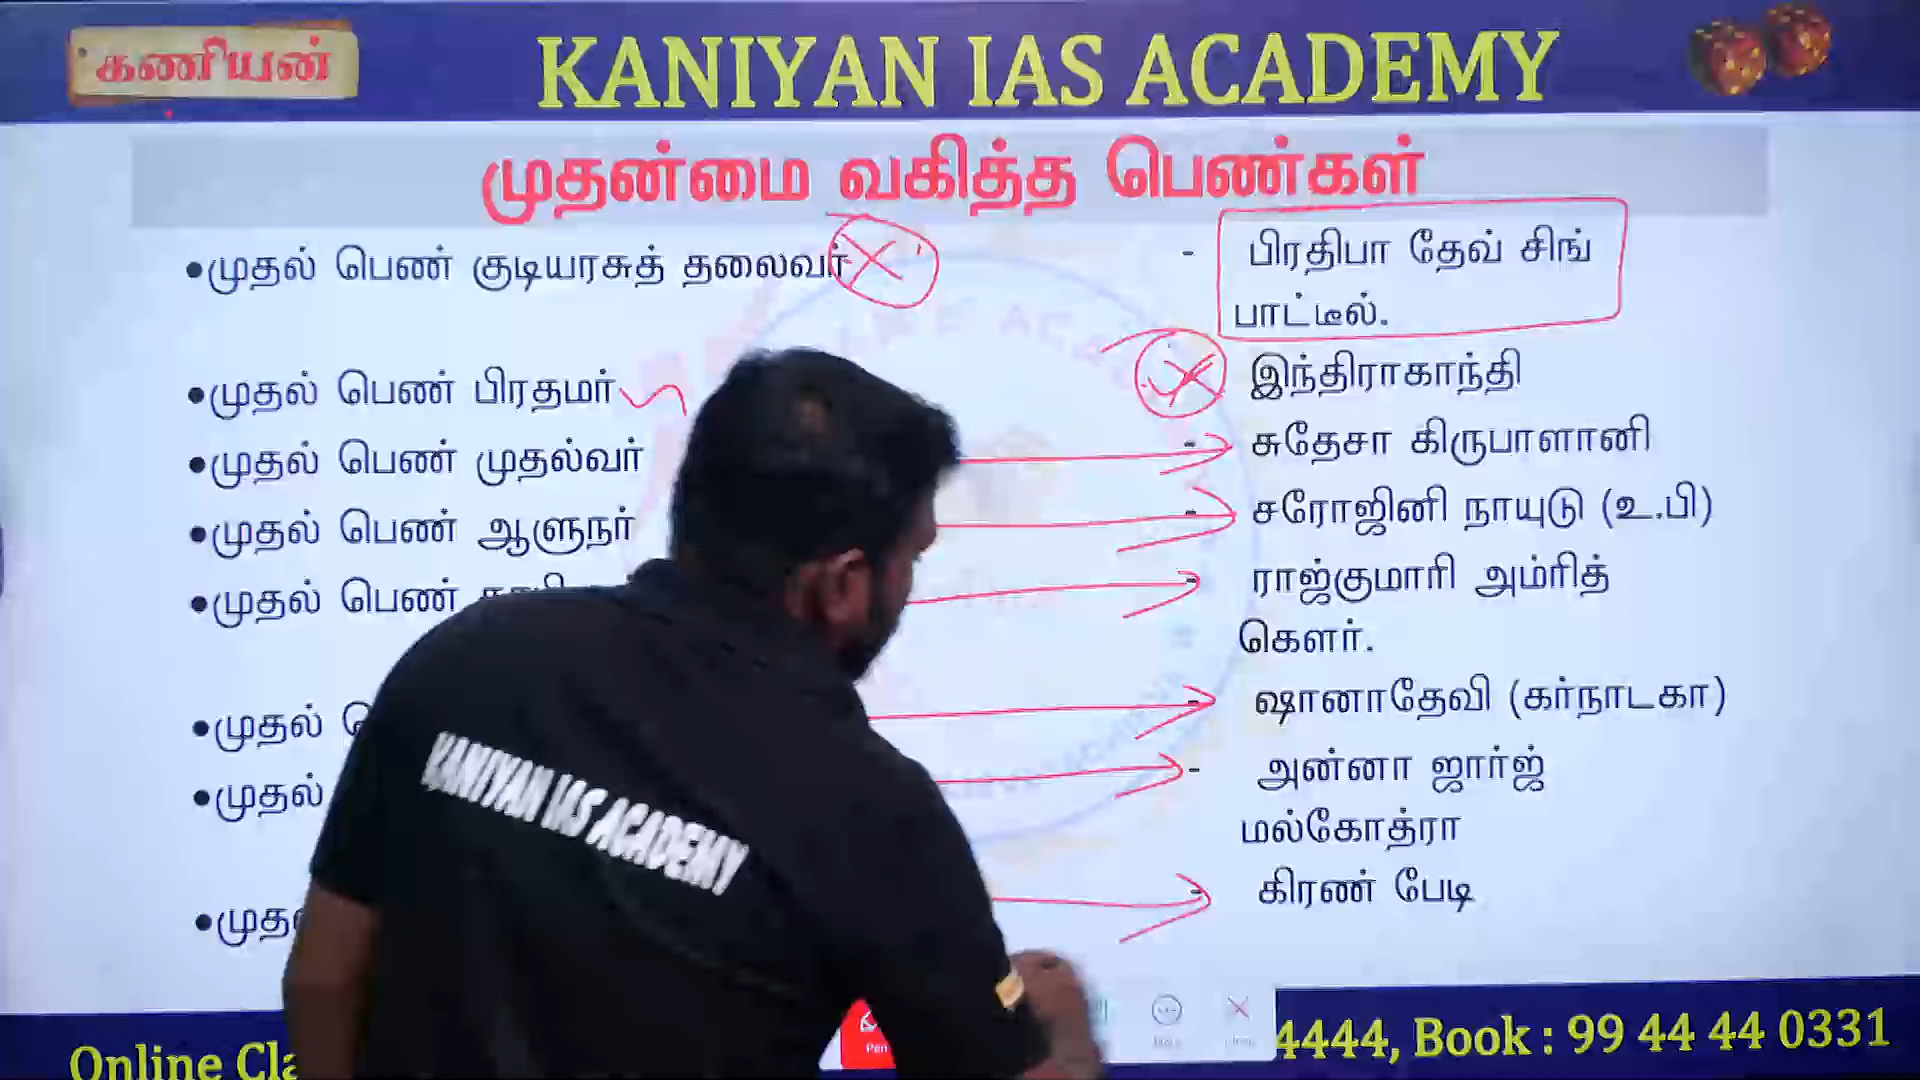 கணியன்
KANIYAN IAS ACADEMY
முதன்மை வகித்த பெண்கள்
•முதல் பெண் குடியரசுத் தலைவர் - பிரதிபா தேவ் சிங்
பாட்டீல்.
•முதல் பெண் பிரதமர் இந்திராகாந்தி
•முதல் பெண் முதல்வர் - சுதேசா கிருபாளானி
•முதல் பெண் ஆளுநர் - சரோஜினி நாயுடு (உ.பி)
•முதல் பெண் - ராஜ்குமாரி அம்ரித்
கௌர்.
•முதல் - ஷானாதேவி (கர்நாடகா)
•முதல் - அன்னா ஜார்ஜ்
மல்கோத்ரா
- கிரண் பேடி
KANIYAN IAS ACADEMY
Pen
Online 4444, Book : 99 44 44 0331